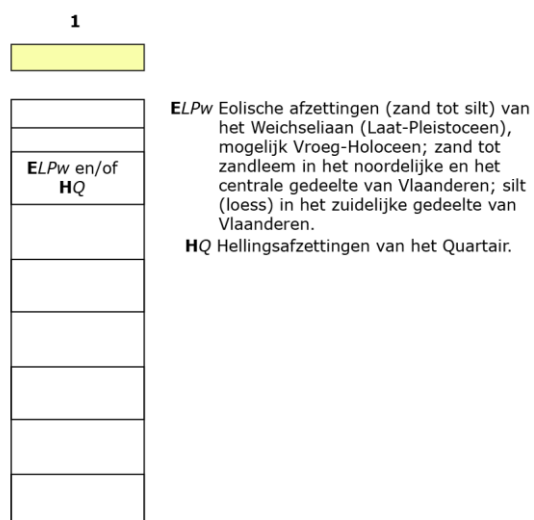 1
ELPw en/of
HQ
ELPw Eolische afzettingen (zand tot silt) van
het Weichseliaan (Laat-Pleistoceen),
mogelijk Vroeg-Holoceen; zand tot
zandleem in het noordelijke en het
centrale gedeelte van Vlaanderen; silt
(loess) in het zuidelijke gedeelte van
Vlaanderen.
HQ Hellingsafzettingen van het Quartair.